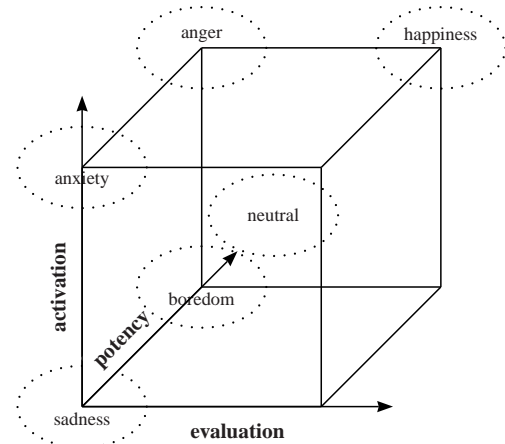 anger
happiness
anxiety
neutral
activation
boredom
potency
sadness
evaluation